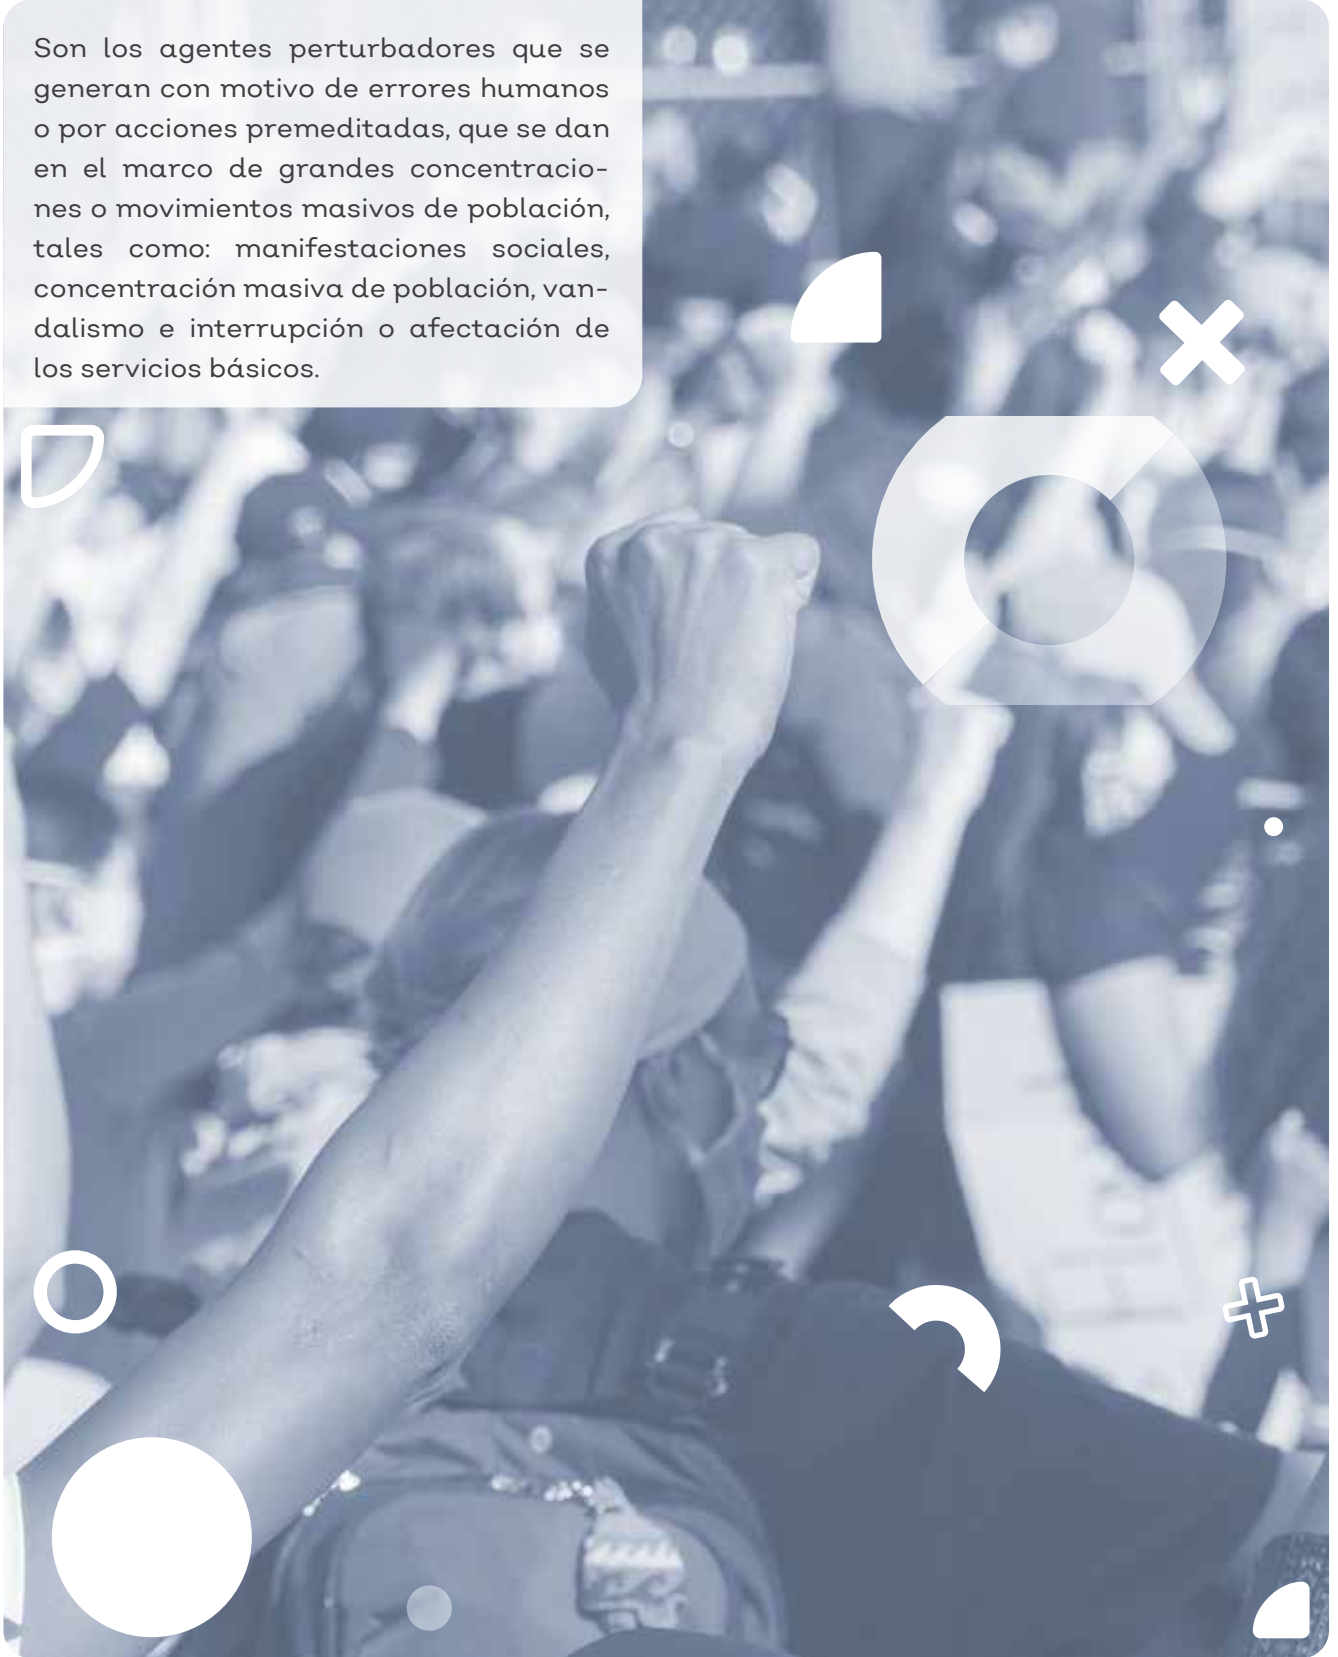 Son los agentes perturbadores que se
generan con motivo de errores humanos
o por acciones premeditadas, que se dan
en el marco de grandes concentracio-
nes o movimientos masivos de población,
tales como: manifestaciones sociales,
concentración masiva de población, van-
dalismo e interrupción o afectación de
los servicios básicos.